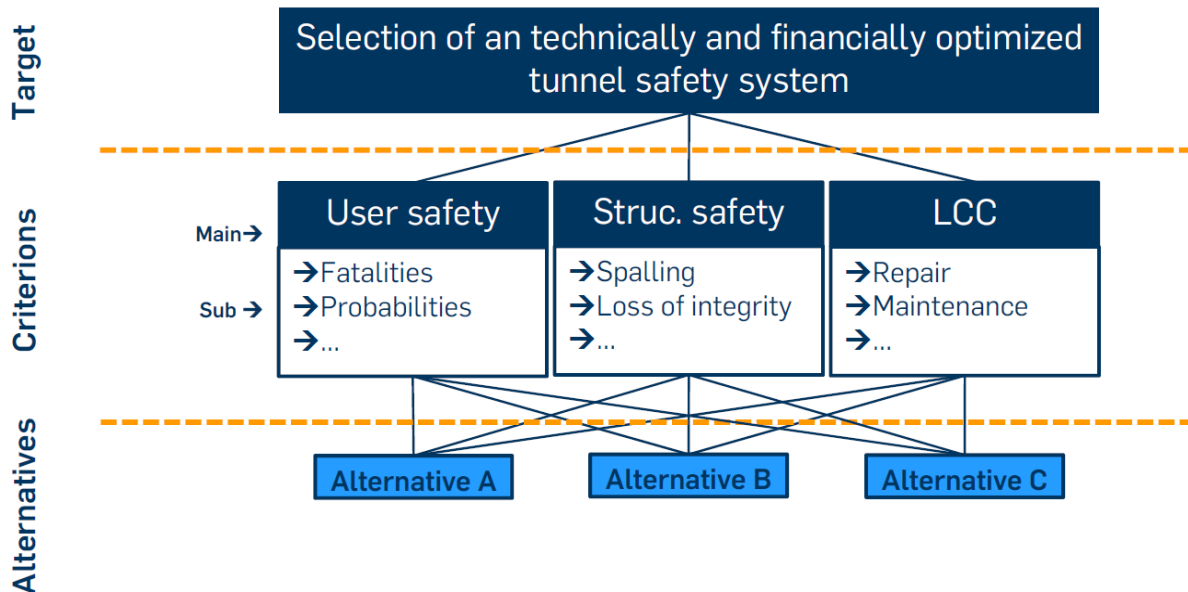 Target
Selection of an technically and financially optimized
tunnel safety system
Criterions
Main→
Sub →
User safety
→Fatalities
→Probabilities
→...
Struc. safety
→Spalling
→Loss of integrity
→...
LCC
→Repair
→Maintenance
→...
Alternatives
Alternative A
Alternative B
Alternative C